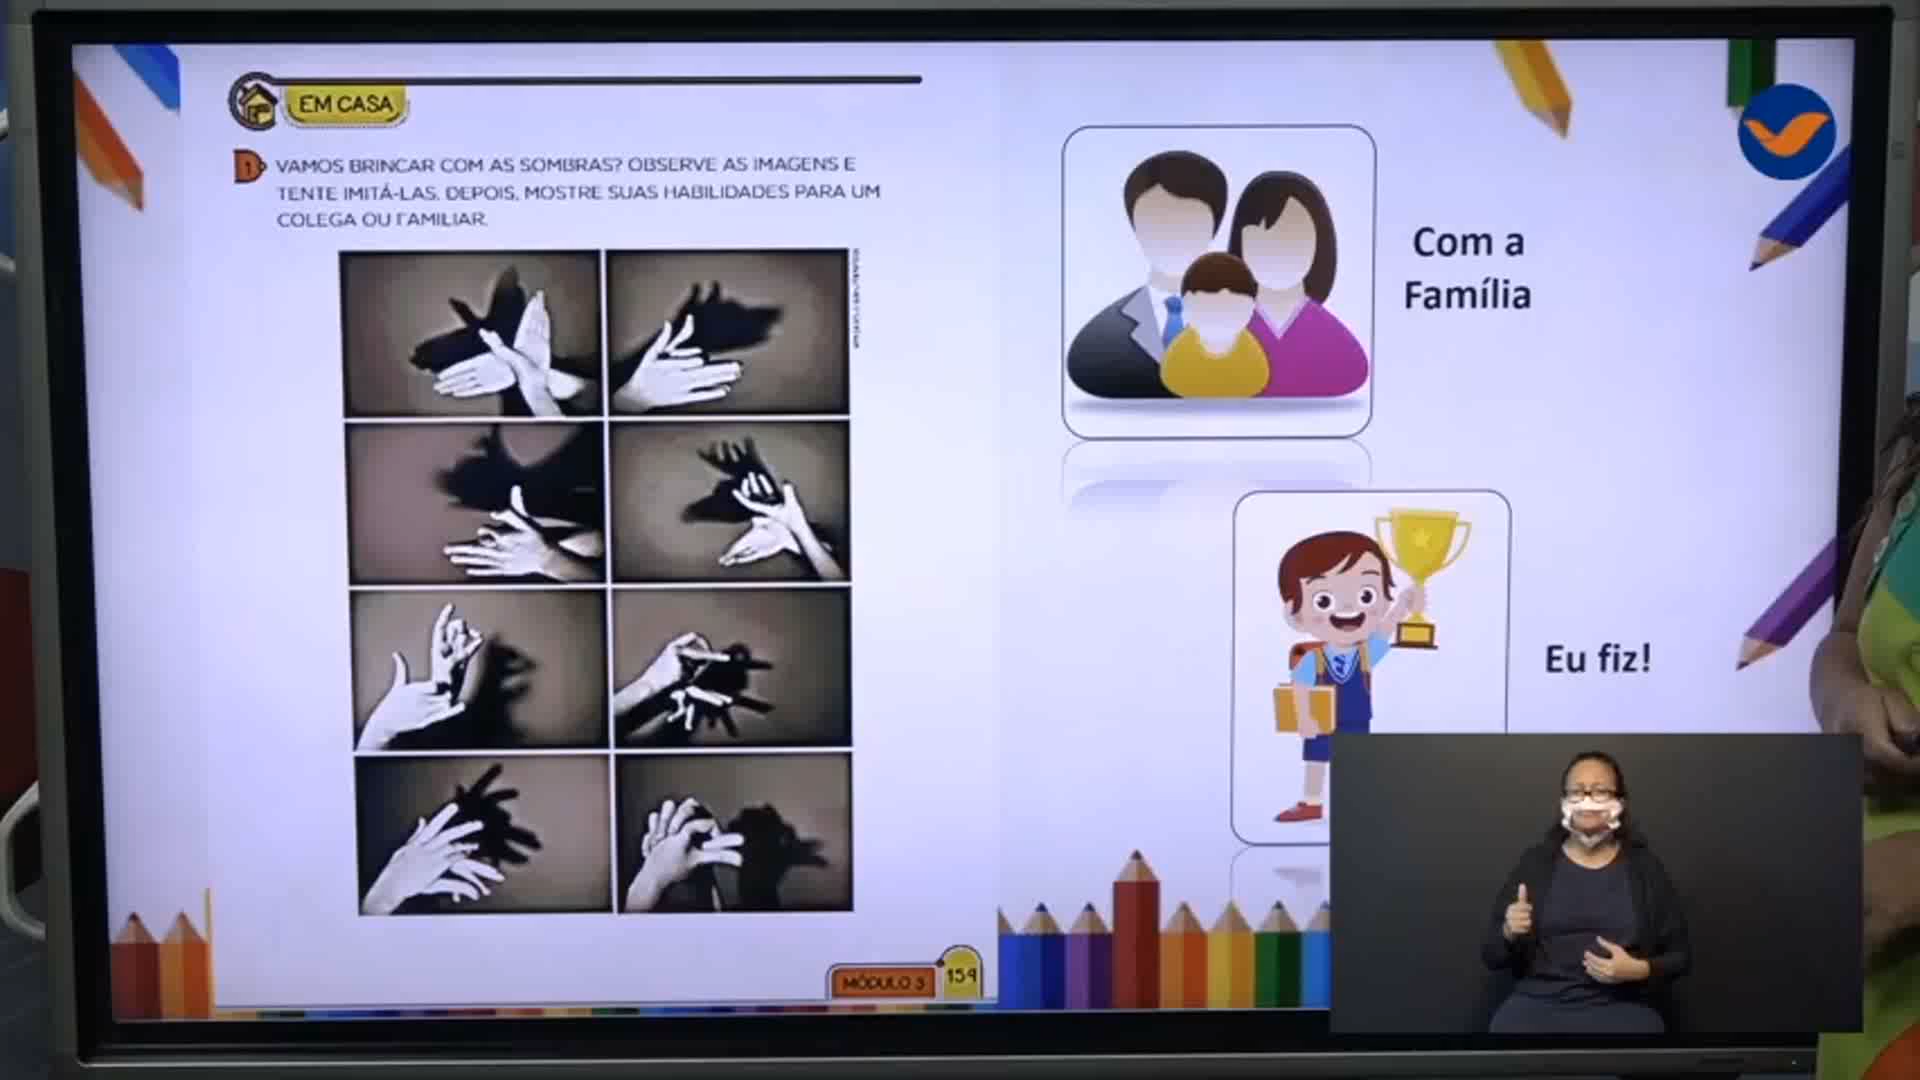 EM CASA
1 VAMOS BRINCAR COM AS SOMBRAS? OBSERVE AS IMAGENS E
TENTE IMITÁ-LAS. DEPOIS, MOSTRE SUAS HABILIDADES PARA UM
COLEGA OU FAMILIAR.
Com a
Família
Eu fiz!
MÓDULO 3
159